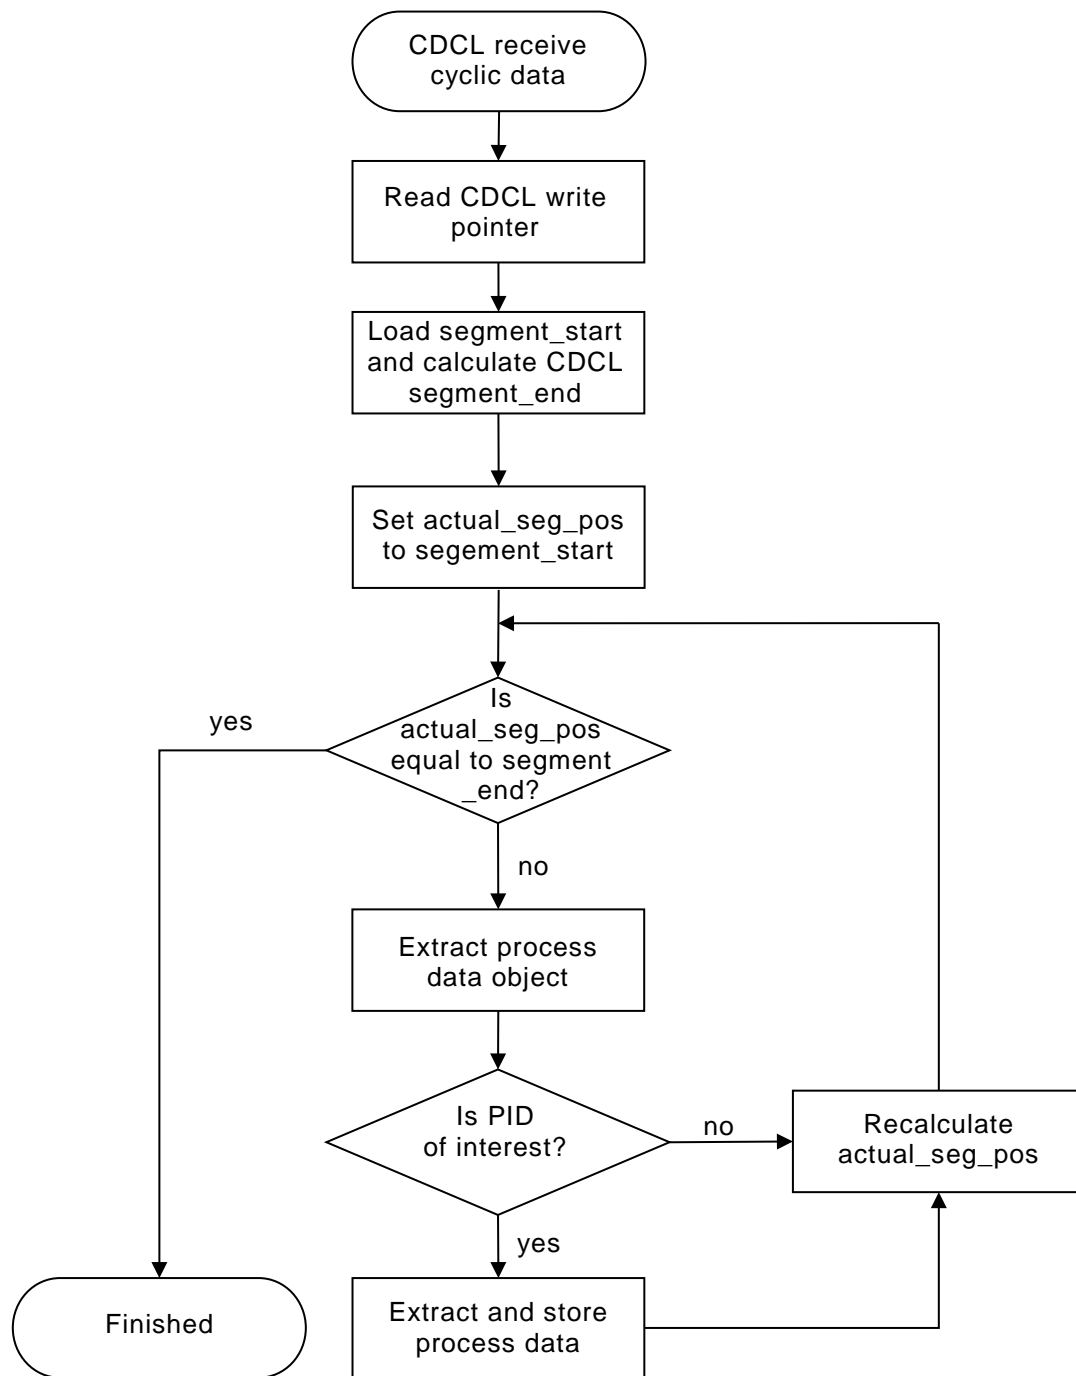 CDCL receive
cyclic data
Read CDCL write
pointer
Load segment_start
and calculate CDCL
segment_end
Set actual_seg_pos
to segement_start
Is
actual_seg_pos
equal to segment
_end?
yes
no
Extract process
data object
Is PID
of interest?
no
Recalculate
actual_seg_pos
yes
Extract and store
process data
Finished